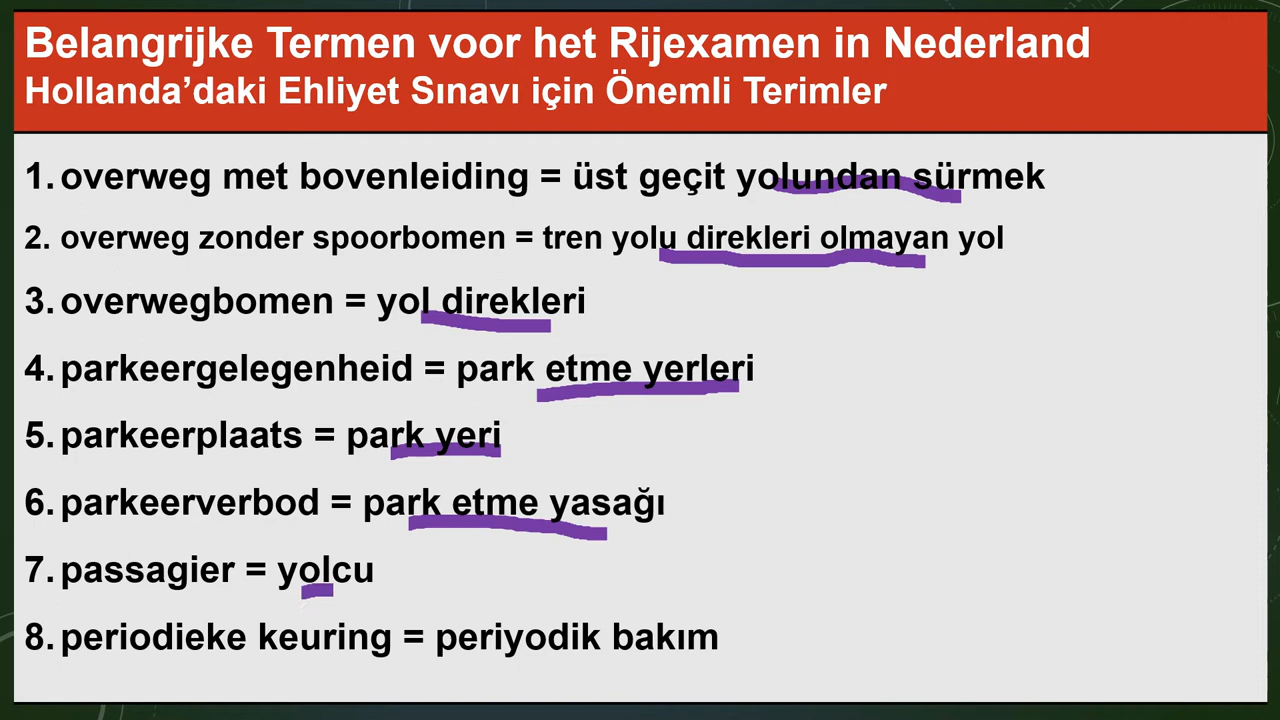 Belangrijke Termen voor het Rijexamen in Nederland
Hollanda’daki Ehliyet Sınavı için Önemli Terimler
1. overweg met bovenleiding = üst geçit yolundan sürmek
2. overweg zonder spoorbomen = tren yolu direkleri olmayan yol
3. overwegbomen = yol direkleri
4. parkeergelegenheid = park etme yerleri
5. parkeerplaats = park yeri
6. parkeerverbod = park etme yasağı
7. passagier = yolcu
8. periodieke keuring = periyodik bakım